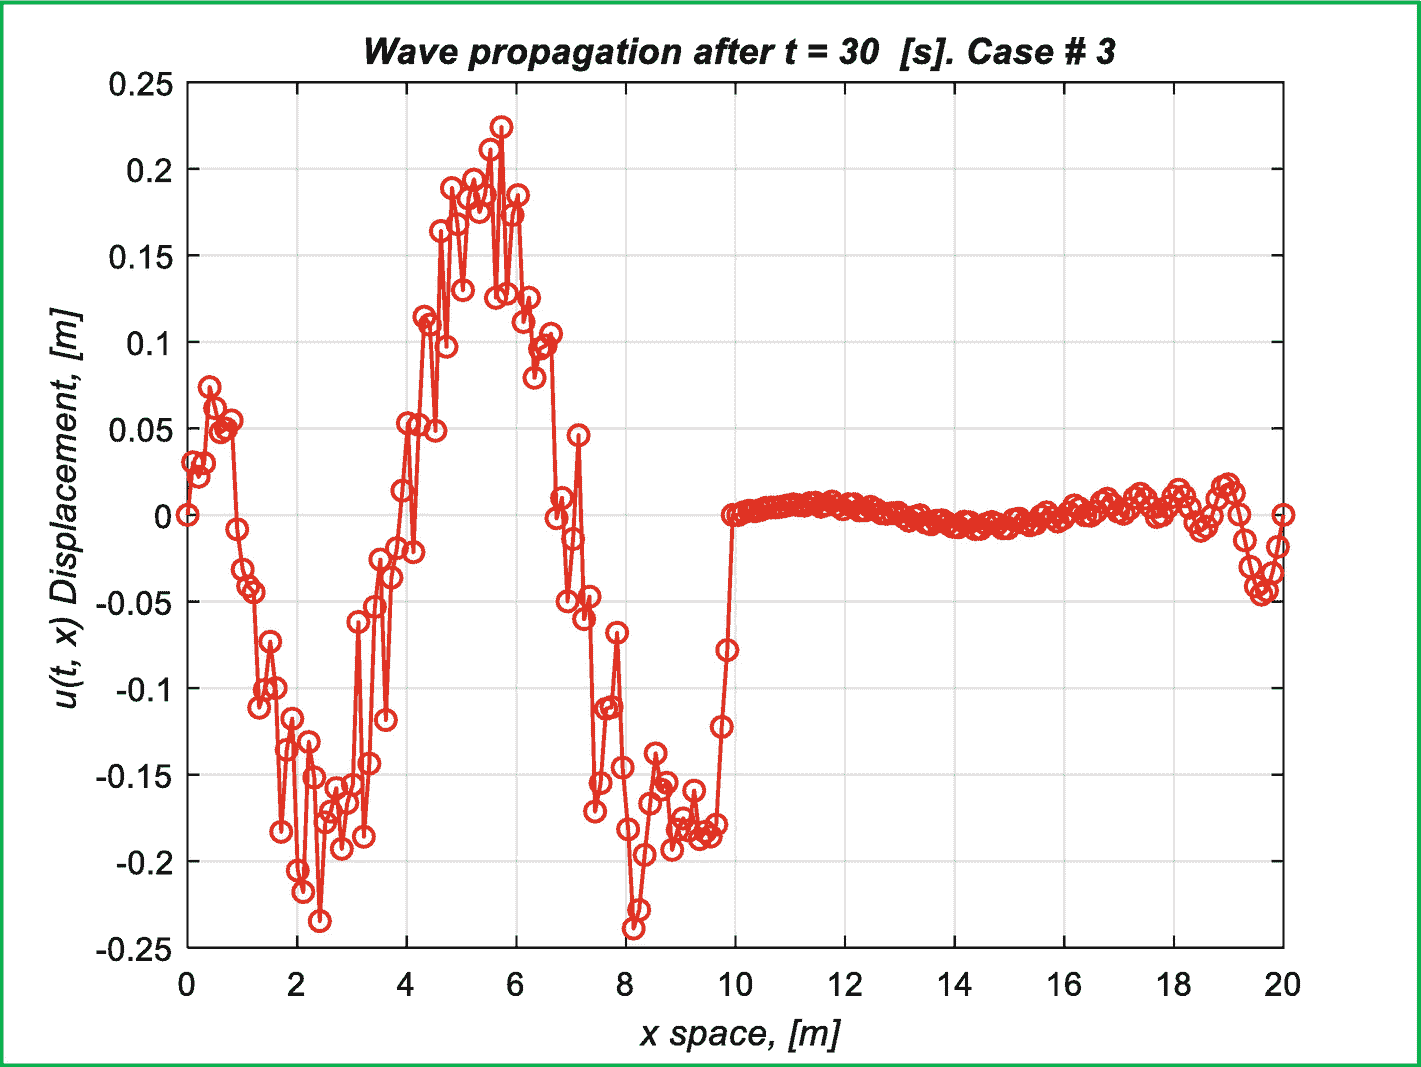 Wave propagation after t = 30 [s]. Case # 3
u(t, x) Displacement, [m]
0.25
0.2
0.15
0.1
0.05
0
-0.05
-0.1
-0.15
-0.2
-0.25
0 2 4 6 8 10 12 14 16 18 20
x space, [m]